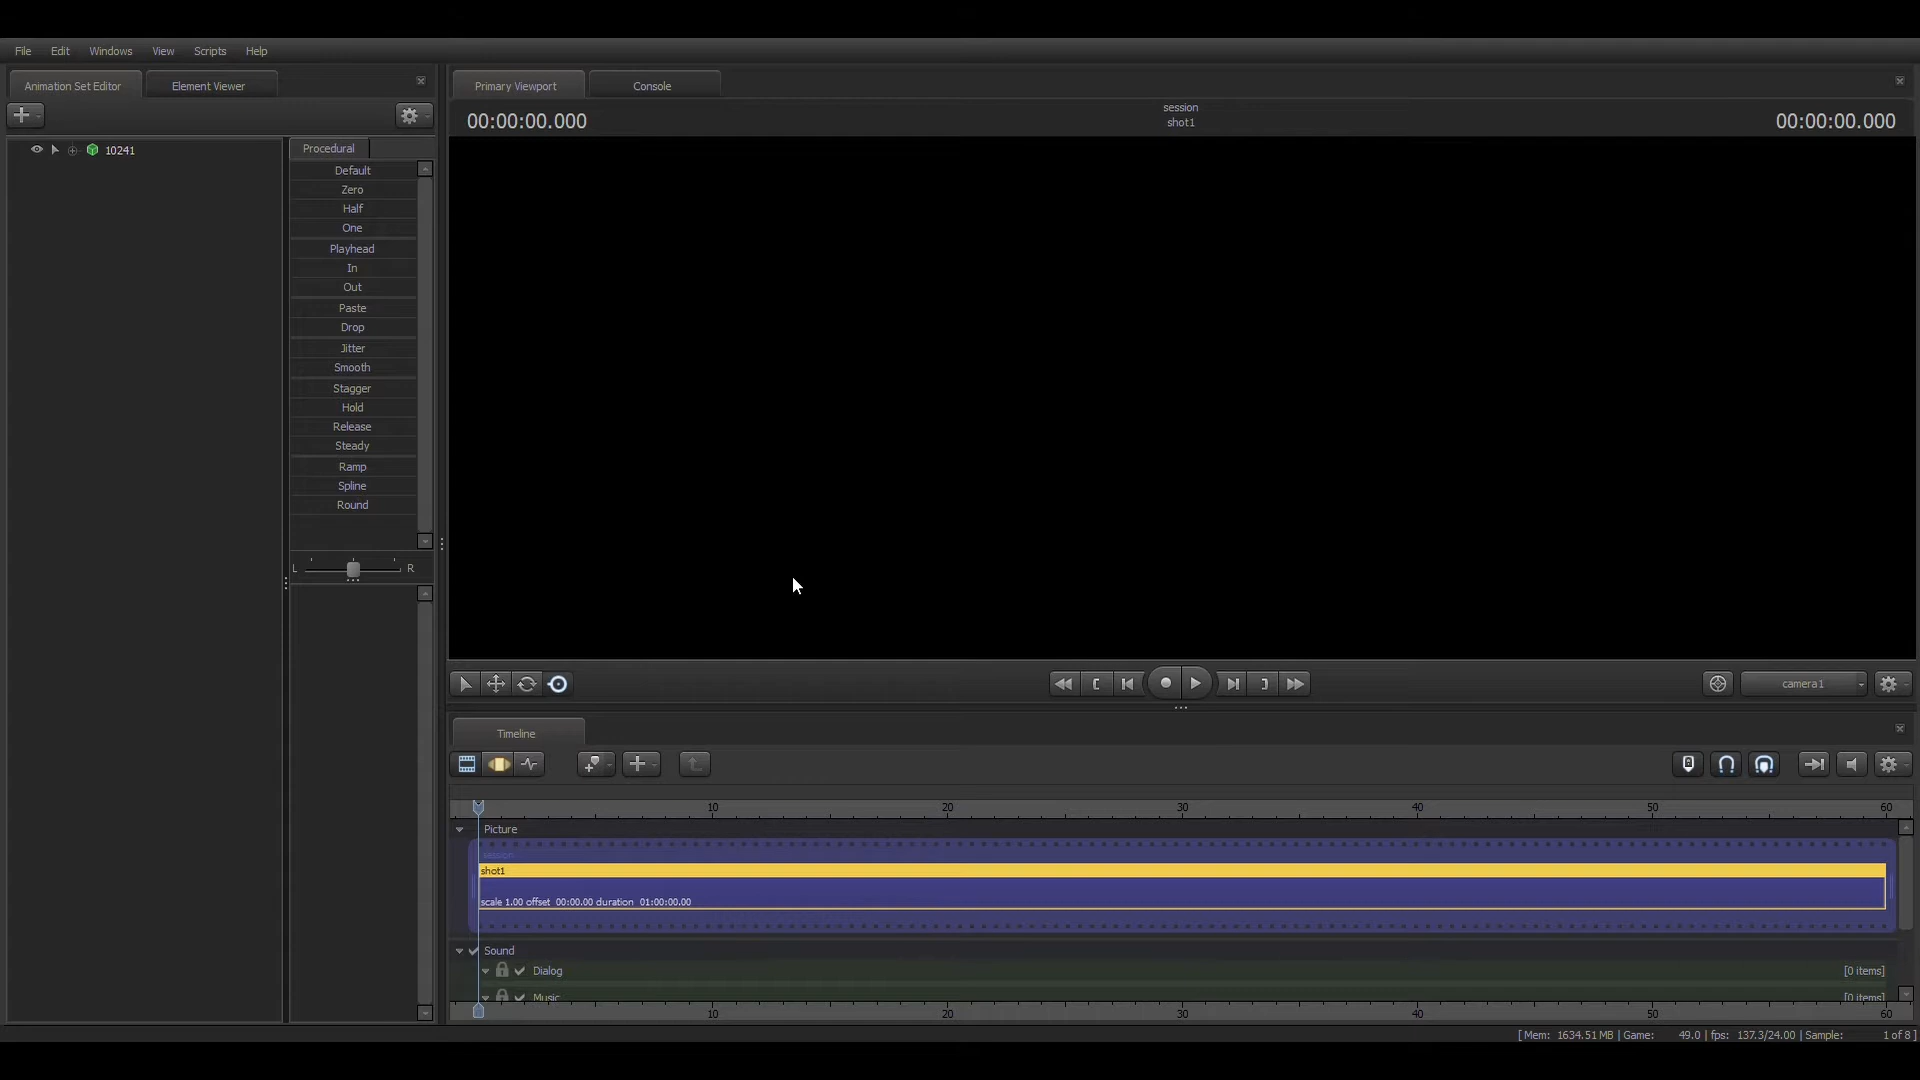 File Edit Windows View Scripts Help
Animation Set Editor Element Viewer
Primary Viewport Console
00:00:00.000
session
shot1
00:00:00.000
10241
Procedural
Default
Zero
Half
One
Playhead
In
Out
Paste
Drop
Jitter
Smooth
Stagger
Hold
Release
Steady
Ramp
Spline
Round
L R
camera1
Timeline
10 20 30 40 50 60
Picture
session
shot1
scale 1.00 offset 00:00.00 duration 01:00:00.00
Sound
Dialog [0 items]
Music [0 items]
10 20 30 40 50 60
[ Mem: 1634.51 MB | Game: 49.0 | fps: 137.3/24.00 | Sample: 1 of 8 ]